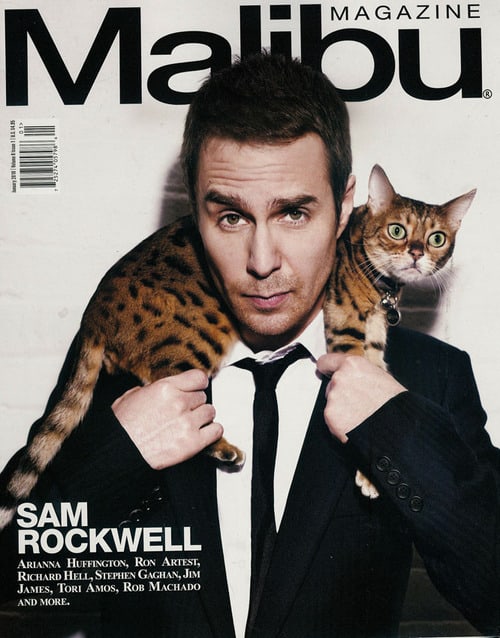 Malibu
MAGAZINE
®
SAM
ROCKWELL
ARIANNA HUFFINGTON, RON ARTEST,
RICHARD HELL, STEPHEN GAGHAN, JIM
JAMES, TORI AMOS, ROB MACHADO
AND MORE.